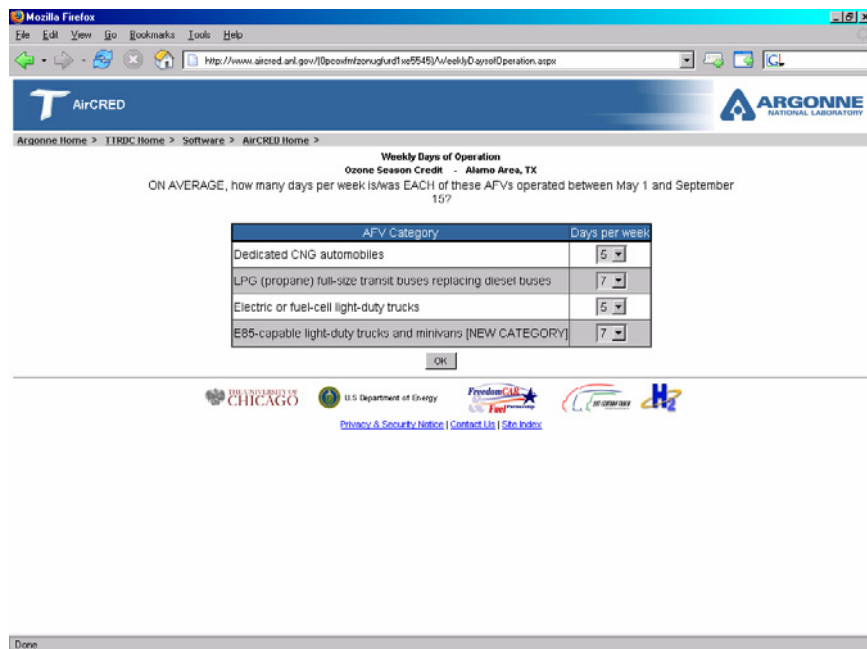 Mozilla Firefox
File Edit View Go Bookmarks Tools Help
AirCRED
ARGONNE
NATIONAL LABORATORY
Argonne Home > TTRDC Home > Software > AirCRED Home >
Weekly Days of Operation
Ozone Season Credit - Alamo Area, TX
ON AVERAGE, how many days per week is/was EACH of these AFVs operated between May 1 and September
15?
AFV Category Days per week
Dedicated CNG automobiles 5
LPG (propane) full-size transit buses replacing diesel buses 7
Electric or fuel-cell light-duty trucks 5
E85-capable light-duty trucks and minivans [NEW CATEGORY] 7
OK
THE UNIVERSITY OF
CHICAGO
U.S Department of Energy
FreedomCAR
Fuel Partnership
H2
Privacy & Security Notice | Contact Us | Site Index
Done